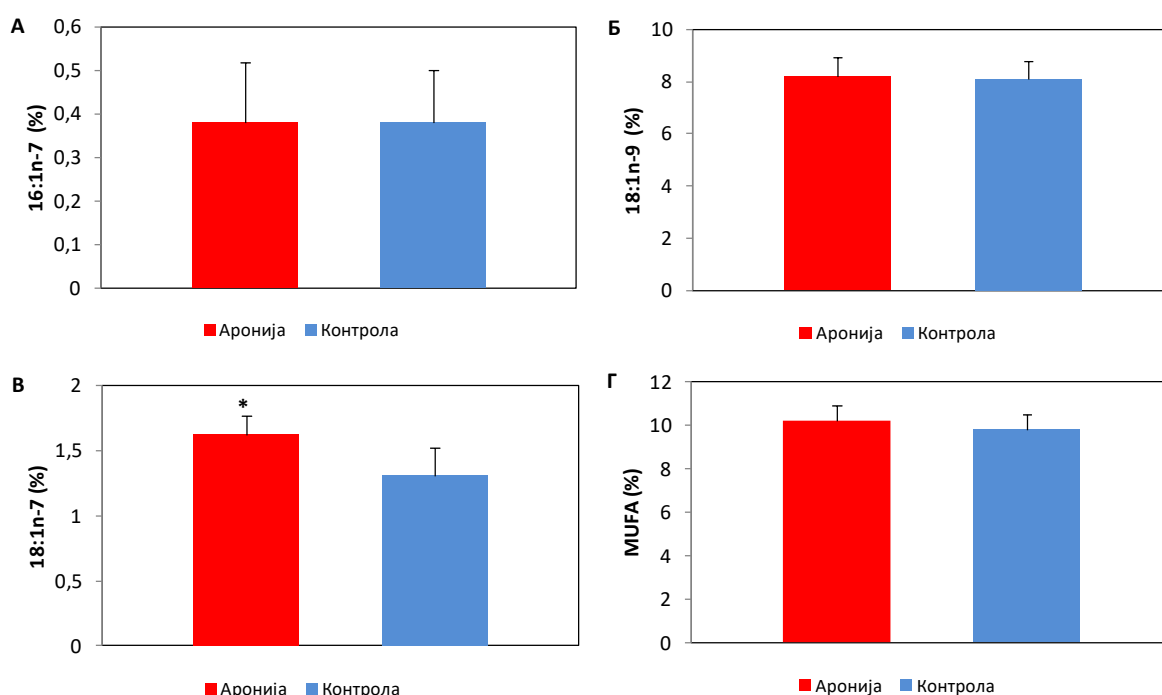 А
16:1n-7 (%)
0,6
0,5
0,4
0,3
0,2
0,1
0
Аронија Контрола
Б
18:1n-9 (%)
10
8
6
4
2
0
Аронија Контрола
В
18:1n-7 (%)
2
1,5
1
0,5
0
*
Аронија Контрола
Г
MUFA (%)
12
10
8
6
4
2
0
Аронија Контрола